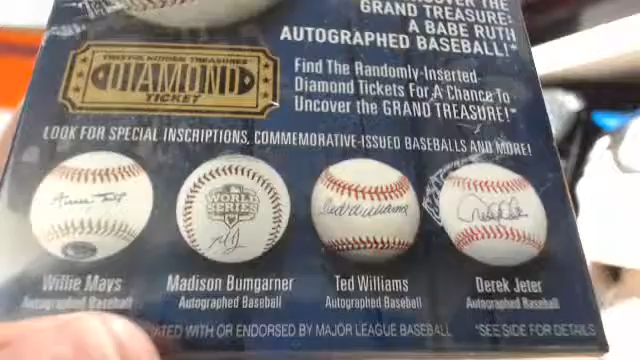 THE
GRAND TREASURE:
A BABE RUTH
AUTOGRAPHED BASEBALL!*
TRISTAR HIDDEN TREASURES
DIAMOND
TICKET
Find The Randomly-Inserted
Diamond Tickets For A Chance To
Uncover the GRAND TREASURE!*
LOOK FOR SPECIAL INSCRIPTIONS, COMMEMORATIVE-ISSUED BASEBALLS AND MORE!
WORLD
SERIES
Ted Williams
Willie Mays
Autographed Baseball
Madison Bumgarner
Autographed Baseball
Ted Williams
Autographed Baseball
Derek Jeter
Autographed Baseball
WITH OR ENDORSED BY MAJOR LEAGUE BASEBALL
*SEE SIDE FOR DETAILS